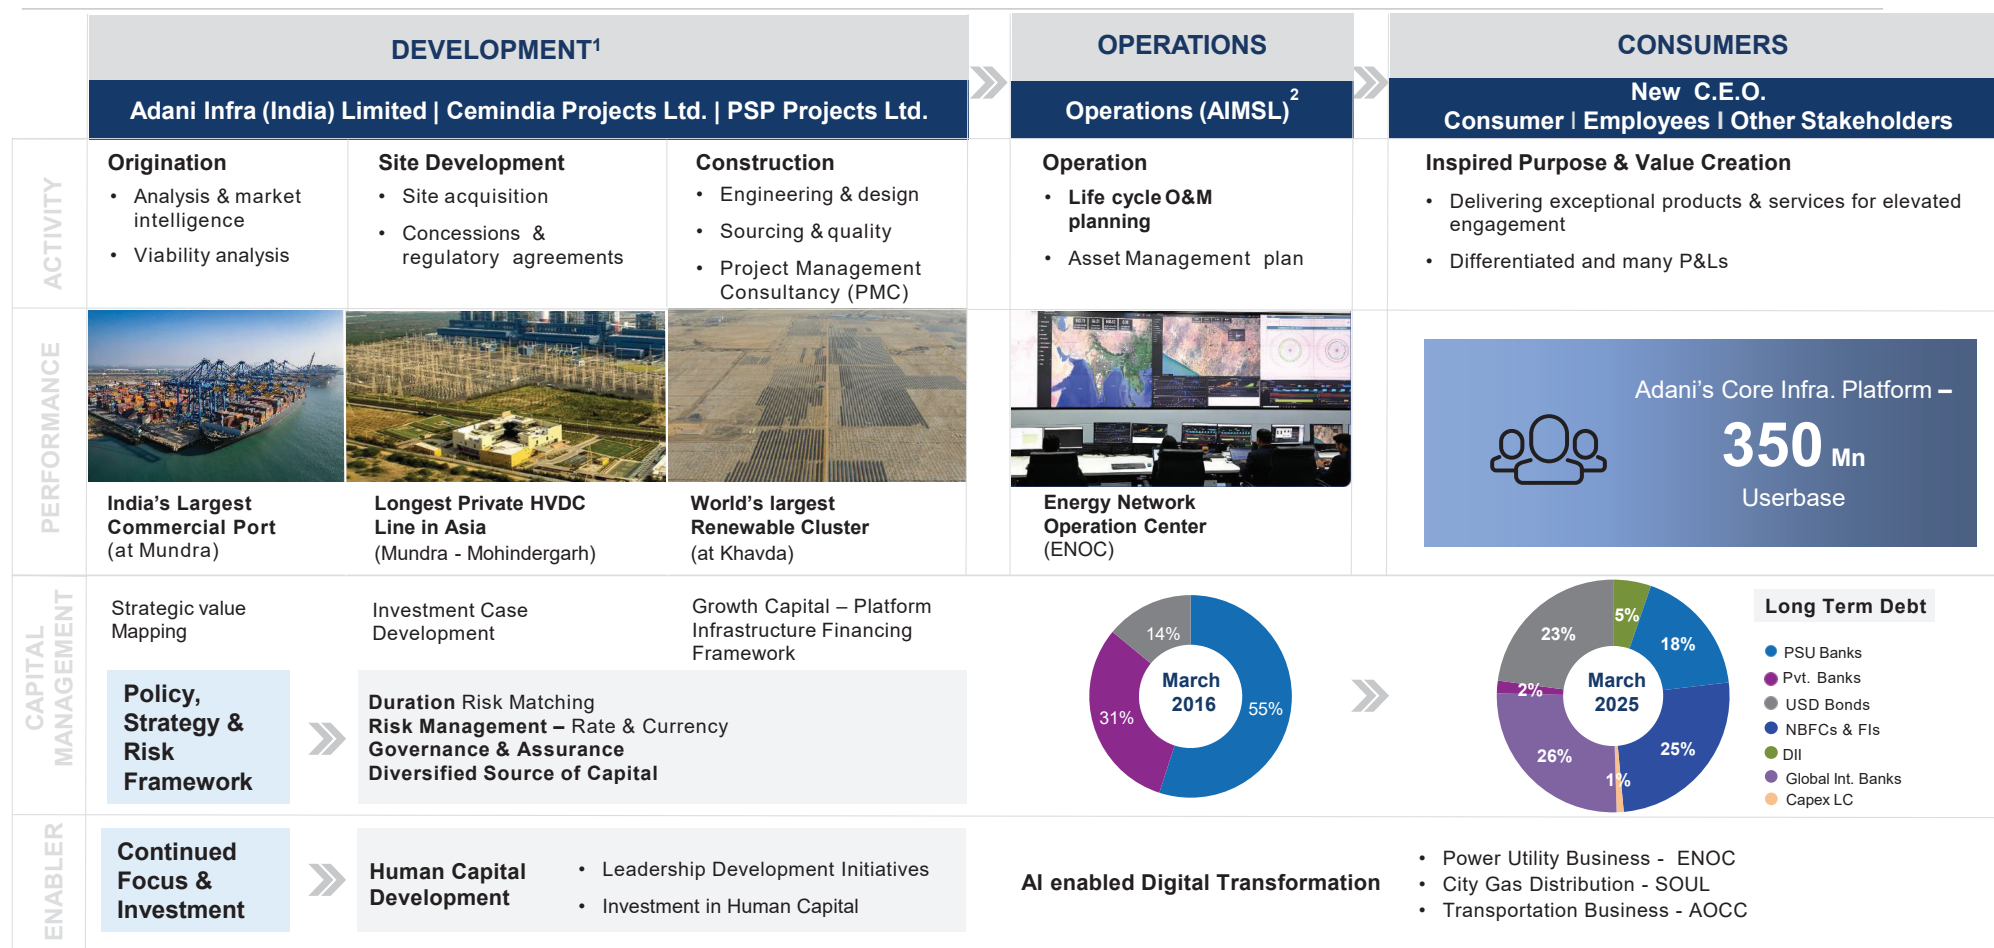 DEVELOPMENT¹
OPERATIONS
CONSUMERS
Adani Infra (India) Limited | Cemindia Projects Ltd. | PSP Projects Ltd.
Operations (AIMSL)²
New C.E.O.
Consumer I Employees I Other Stakeholders
ACTIVITY
Origination
• Analysis & market
intelligence
• Viability analysis
Site Development
• Site acquisition
• Concessions &
regulatory agreements
Construction
• Engineering & design
• Sourcing & quality
• Project Management
Consultancy (PMC)
Operation
• Life cycle O&M
planning
• Asset Management plan
Inspired Purpose & Value Creation
• Delivering exceptional products & services for elevated
engagement
• Differentiated and many P&Ls
PERFORMANCE
India's Largest
Commercial Port
(at Mundra)
Longest Private HVDC
Line in Asia
(Mundra - Mohindergarh)
World's largest
Renewable Cluster
(at Khavda)
Energy Network
Operation Center
(ENOC)
Adani's Core Infra. Platform –
350 Mn
Userbase
CAPITAL
MANAGEMENT
Strategic value
Mapping
Investment Case
Development
Growth Capital – Platform
Infrastructure Financing
Framework
Policy,
Strategy &
Risk
Framework
Duration Risk Matching
Risk Management – Rate & Currency
Governance & Assurance
Diversified Source of Capital
14%
31%
55%
March
2016
5%
18%
23%
2%
25%
26%
1%
March
2025
Long Term Debt
PSU Banks
Pvt. Banks
USD Bonds
NBFCs & FIs
DII
Global Int. Banks
Capex LC
ENABLER
Continued
Focus &
Investment
Human Capital
Development
• Leadership Development Initiatives
• Investment in Human Capital
AI enabled Digital Transformation
• Power Utility Business - ENOC
• City Gas Distribution - SOUL
• Transportation Business - AOCC